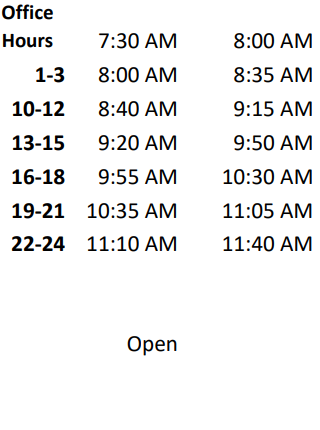 Office
Hours 7:30 AM 8:00 AM
1-3 8:00 AM 8:35 AM
10-12 8:40 AM 9:15 AM
13-15 9:20 AM 9:50 AM
16-18 9:55 AM 10:30 AM
19-21 10:35 AM 11:05 AM
22-24 11:10 AM 11:40 AM
Open